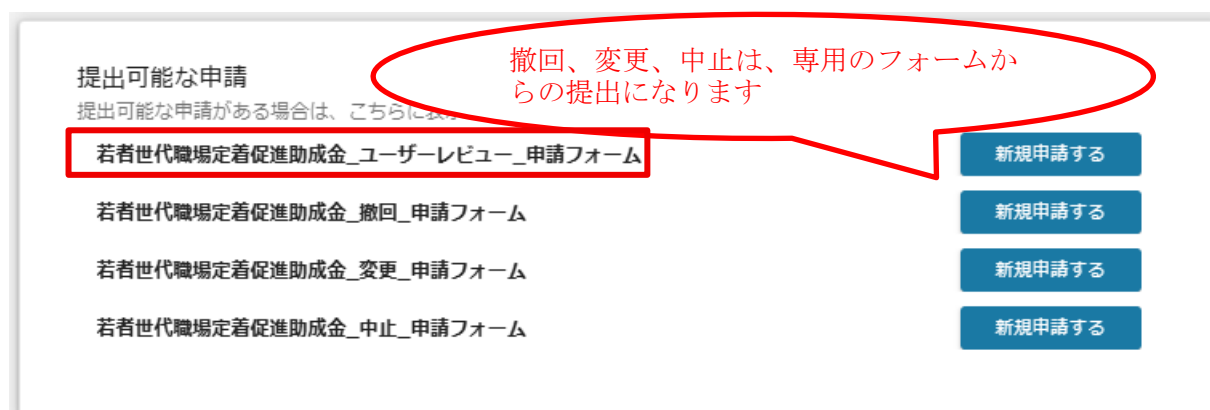 撤回、変更、中止は、専用のフォームか
らの提出になります
提出可能な申請
提出可能な申請がある場合は、こちらに表示
若者世代職場定着促進助成金_ユーザーレビュー_申請フォーム
新規申請する
若者世代職場定着促進助成金_撤回_申請フォーム
新規申請する
若者世代職場定着促進助成金_変更_申請フォーム
新規申請する
若者世代職場定着促進助成金_中止_申請フォーム
新規申請する